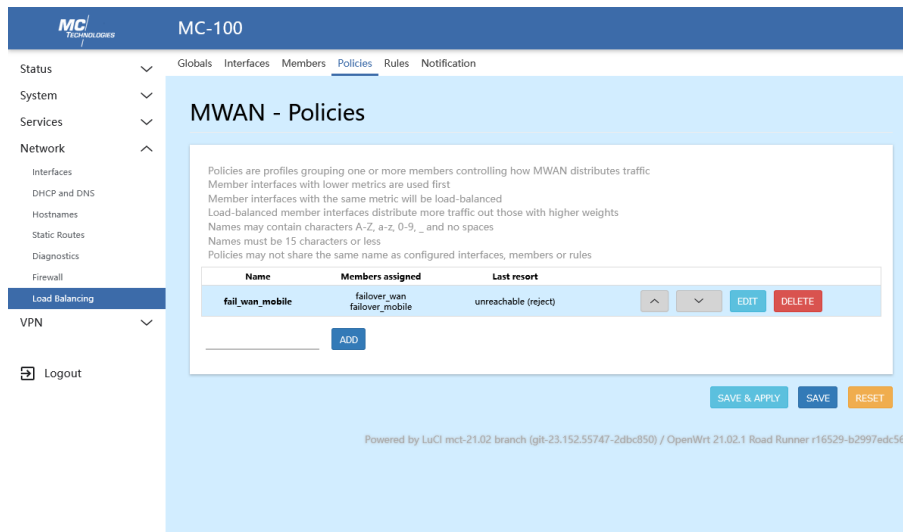 MC
TECHNOLOGIES
MC-100
Status
System
Services
Network
Interfaces
DHCP and DNS
Hostnames
Static Routes
Diagnostics
Firewall
Load Balancing
VPN
Logout
Globals Interfaces Members Policies Rules Notification
MWAN - Policies
Policies are profiles grouping one or more members controlling how MWAN distributes traffic
Member interfaces with lower metrics are used first
Member interfaces with the same metric will be load-balanced
Load-balanced member interfaces distribute more traffic out those with higher weights
Names may contain characters A-Z, a-z, 0-9, _ and no spaces
Names must be 15 characters or less
Policies may not share the same name as configured interfaces, members or rules
Name Members assigned Last resort
fail_wan_mobile failover_wan failover_mobile unreachable (reject) EDIT DELETE
ADD
SAVE & APPLY SAVE RESET
Powered by LuCI mct-21.02 branch (git-23.152.55747-2dbc850) / OpenWrt 21.02.1 Road Runner r16529-b2997edc56